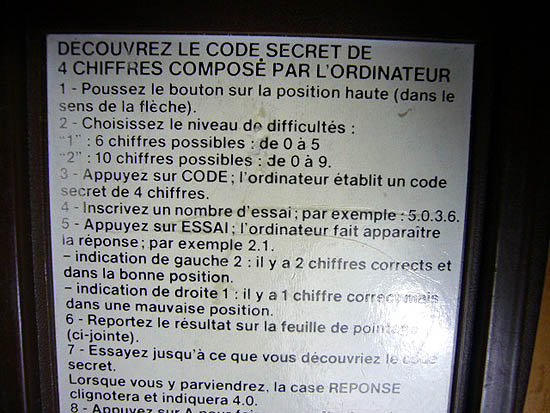 DECOUVREZ LE CODE SECRET DE
4 CHIFFRES COMPOSÉ PAR L'ORDINATEUR
1 - Poussez le bouton sur la position haute (dans le
sens de la flèche).
2 - Choisissez le niveau de difficultés :
"1" : 6 chiffres possibles : de 0 à 5
"2" : 10 chiffres possibles : de 0 à 9.
3 - Appuyez sur CODE ; l'ordinateur établit un code
secret de 4 chiffres.
4 - Inscrivez un nombre d'essai ; par exemple : 5.0.3.6.
5 - Appuyez sur ESSAI ; l'ordinateur fait apparaître
la réponse ; par exemple 2.1.
– indication de gauche 2 : il y a 2 chiffres corrects et
dans la bonne position.
– indication de droite 1 : il y a 1 chiffre correct mais
dans une mauvaise position.
6 - Reportez le résultat sur la feuille de pointage
(ci-jointe).
7 - Essayez jusqu'à ce que vous découvriez le code
secret.
Lorsque vous y parviendrez, la case REPONSE
clignotera et indiquera 4.0.
8 - Appuyez sur A pour